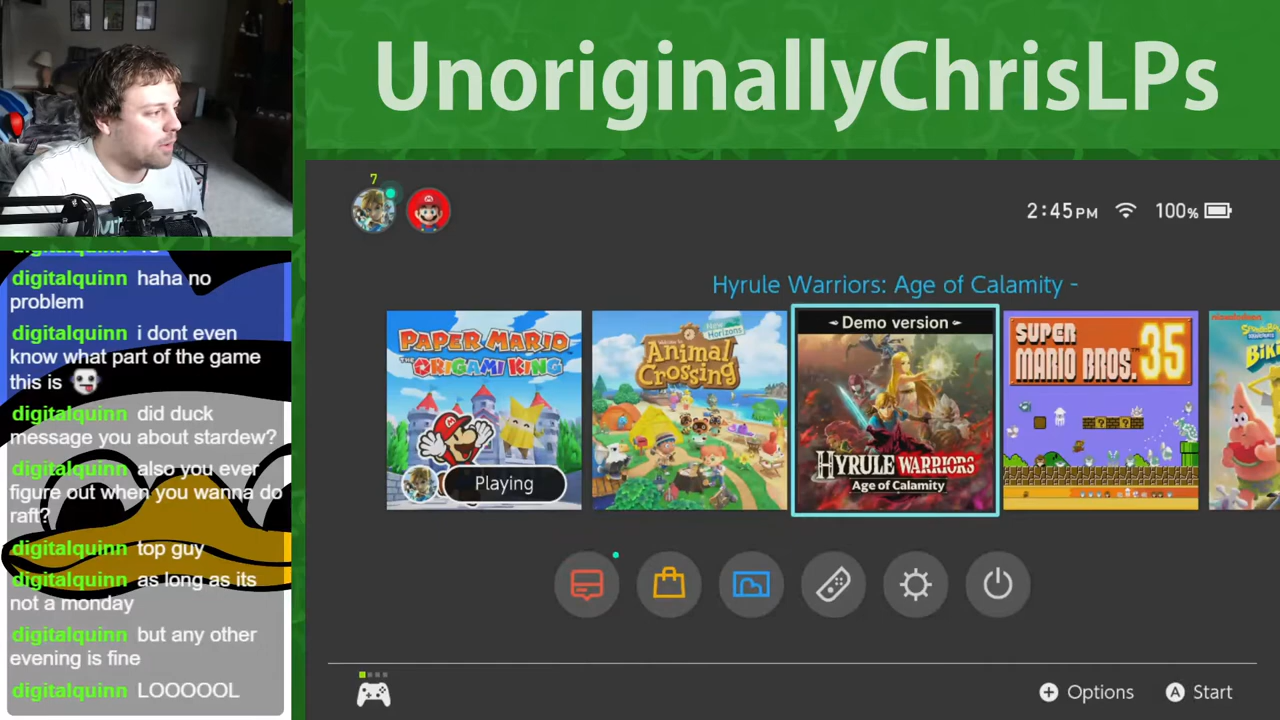 UnoriginallyChrisLPs
7
2:45PM 100%
Hyrule Warriors: Age of Calamity -
PAPER MARIO
THE ORIGAMI KING
Playing
Welcome to
New Horizons
Animal
Crossing
Demo version
HYRULE WARRIORS
Age of Calamity
SUPER
MARIO BROS. 35
nickelodeon
Options
Start
digitalquinn haha no
problem
digitalquinn i dont even
know what part of the game
this is
digitalquinn did duck
message you about stardew?
digitalquinn also you ever
figure out when you wanna do
raft?
digitalquinn top guy
digitalquinn as long as its
not a monday
digitalquinn but any other
evening is fine
digitalquinn LOOOOOL